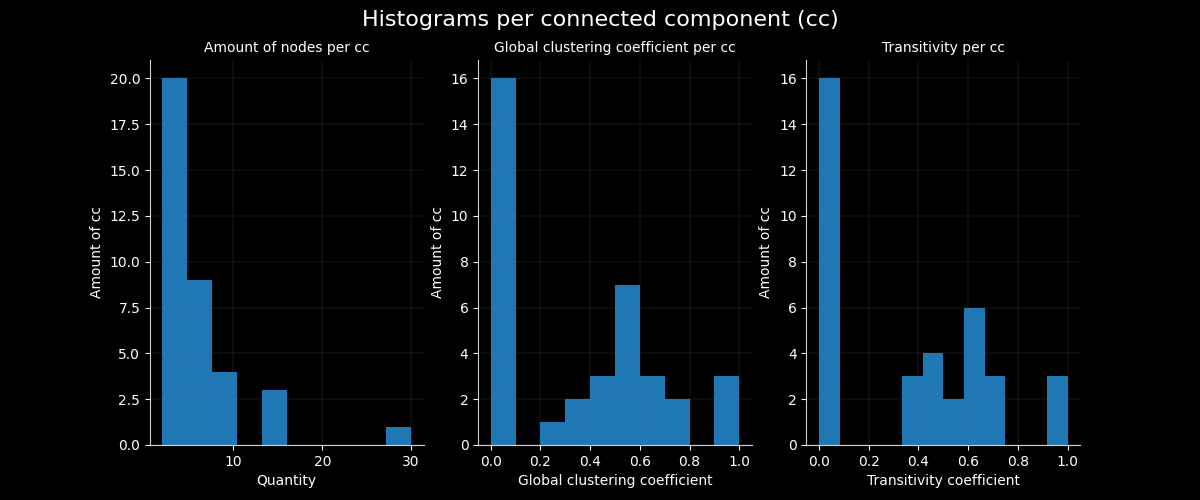 Histograms per connected component (cc)
Amount of nodes per cc
20.0
17.5
15.0
12.5
10.0
7.5
5.0
2.5
0.0
Amount of cc
10 20 30
Quantity
Global clustering coefficient per cc
16
14
12
10
8
6
4
2
0
Amount of cc
0.0 0.2 0.4 0.6 0.8 1.0
Global clustering coefficient
Transitivity per cc
16
14
12
10
8
6
4
2
0
Amount of cc
0.0 0.2 0.4 0.6 0.8 1.0
Transitivity coefficient